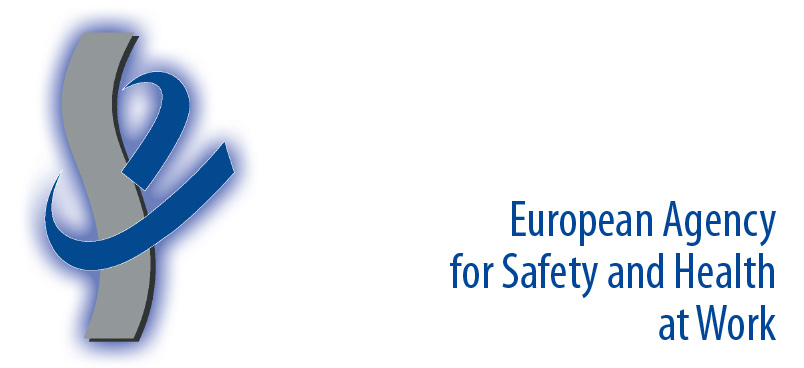 European Agency
for Safety and Health
at Work